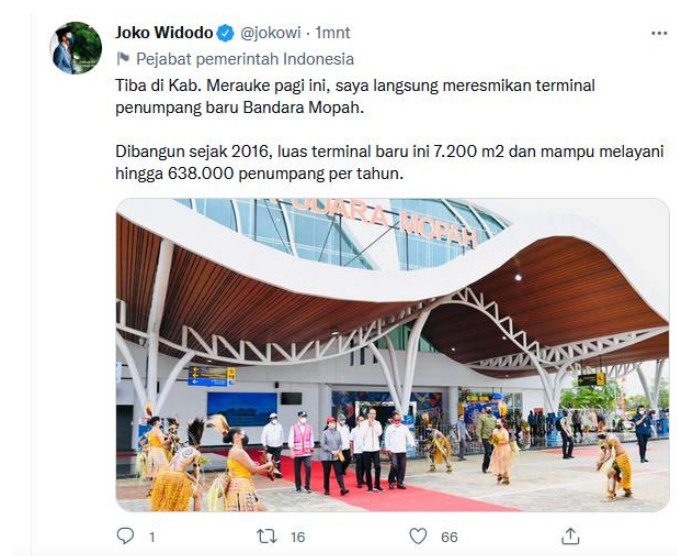 Joko Widodo @jokowi · 1mnt
Pejabat pemerintah Indonesia
Tiba di Kab. Merauke pagi ini, saya langsung meresmikan terminal
penumpang baru Bandara Mopah.
Dibangun sejak 2016, luas terminal baru ini 7.200 m2 dan mampu melayani
hingga 638.000 penumpang per tahun.
UDARA MOPAH
1 16 66